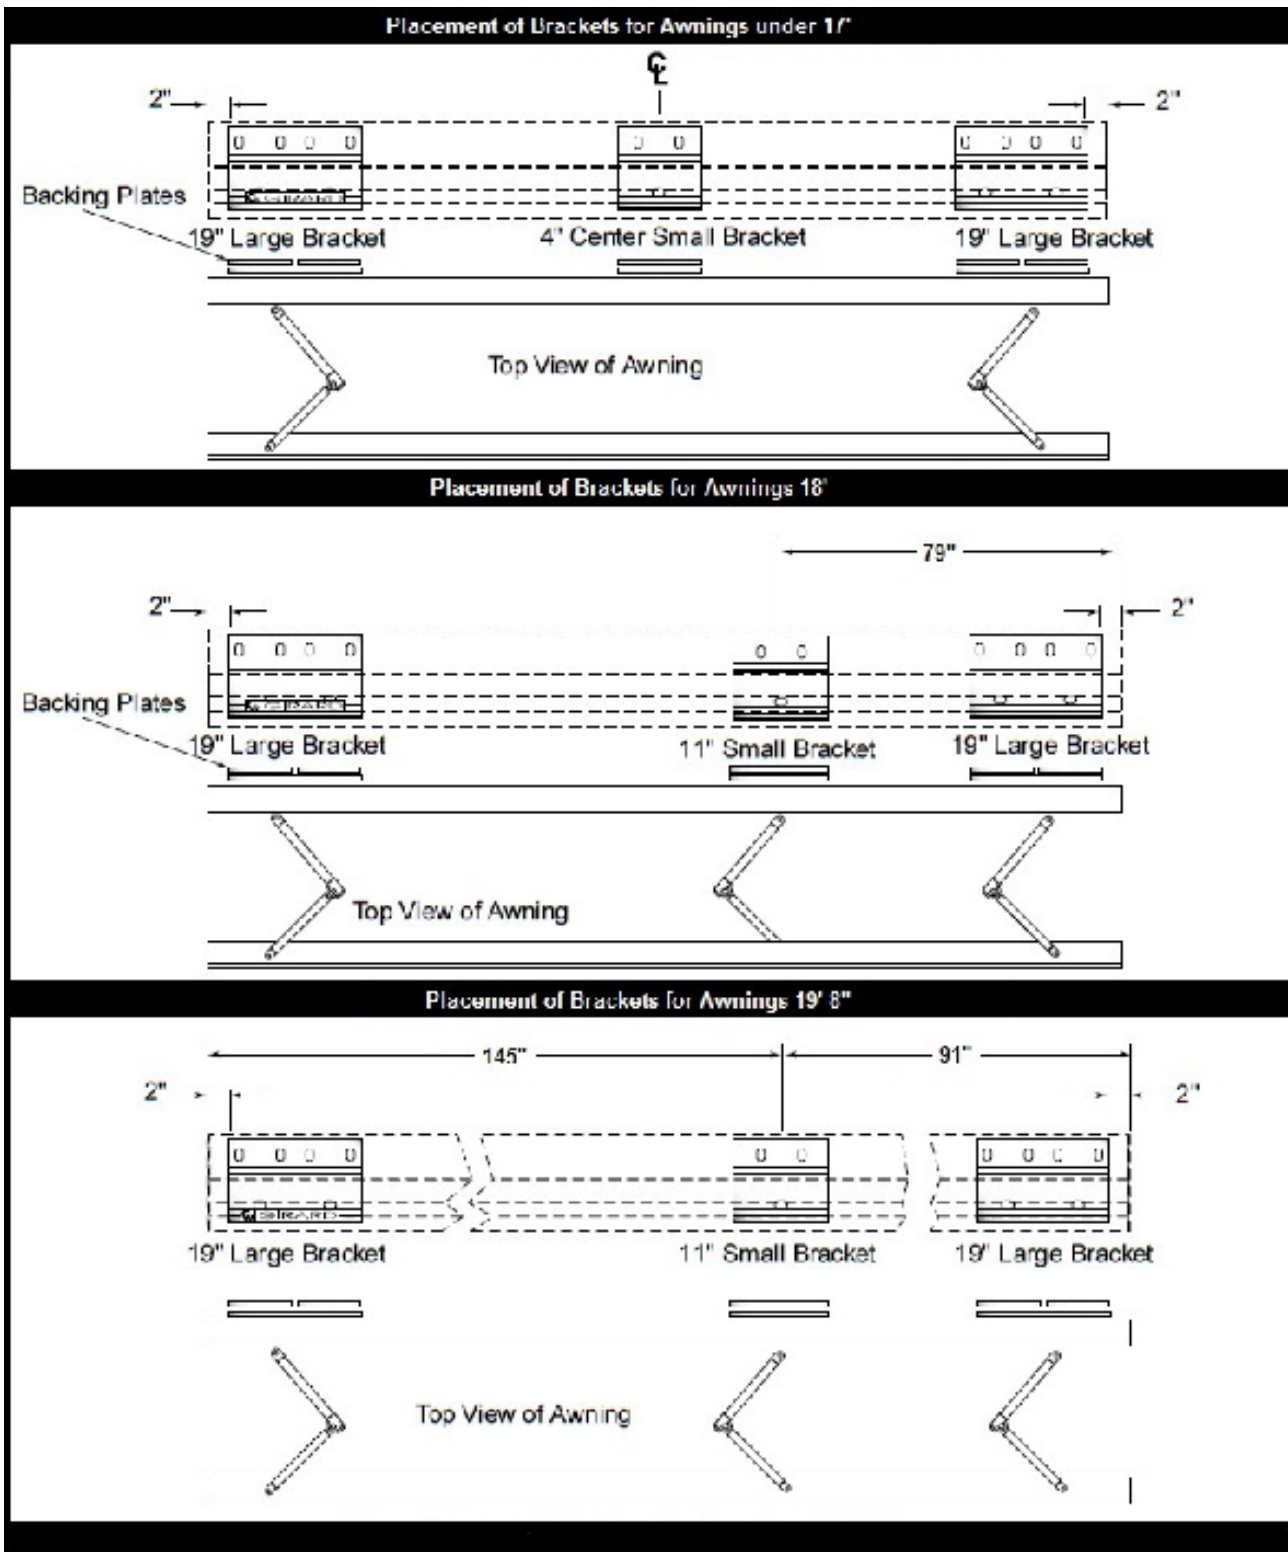 Placement of Brackets for Awnings under 17'
℄
2" 2"
Backing Plates
19" Large Bracket 4" Center Small Bracket 19" Large Bracket
Top View of Awning
Placement of Brackets for Awnings 18'
79"
2" 2"
Backing Plates
19" Large Bracket 11" Small Bracket 19" Large Bracket
Top View of Awning
Placement of Brackets for Awnings 19' 8"
145" 91"
2" 2"
GIRARD
19" Large Bracket 11" Small Bracket 19" Large Bracket
Top View of Awning